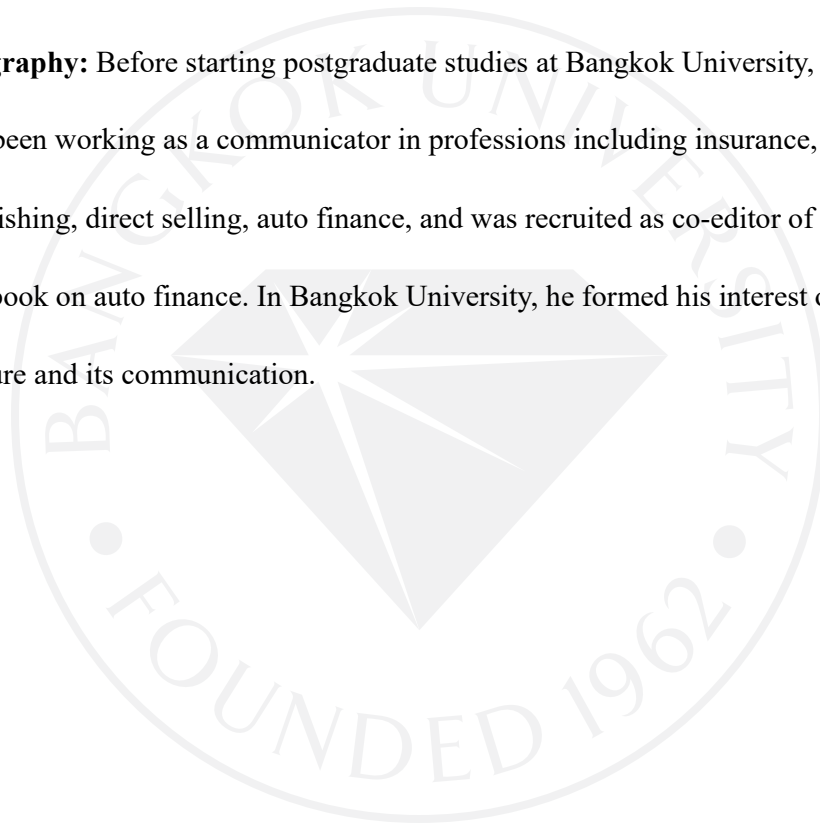 graphy: Before starting postgraduate studies at Bangkok University,
been working as a communicator in professions including insurance,
ishing, direct selling, auto finance, and was recruited as co-editor of
book on auto finance. In Bangkok University, he formed his interest o
ure and its communication.
BANGKOK UNIVERSITY
FOUNDED 1962